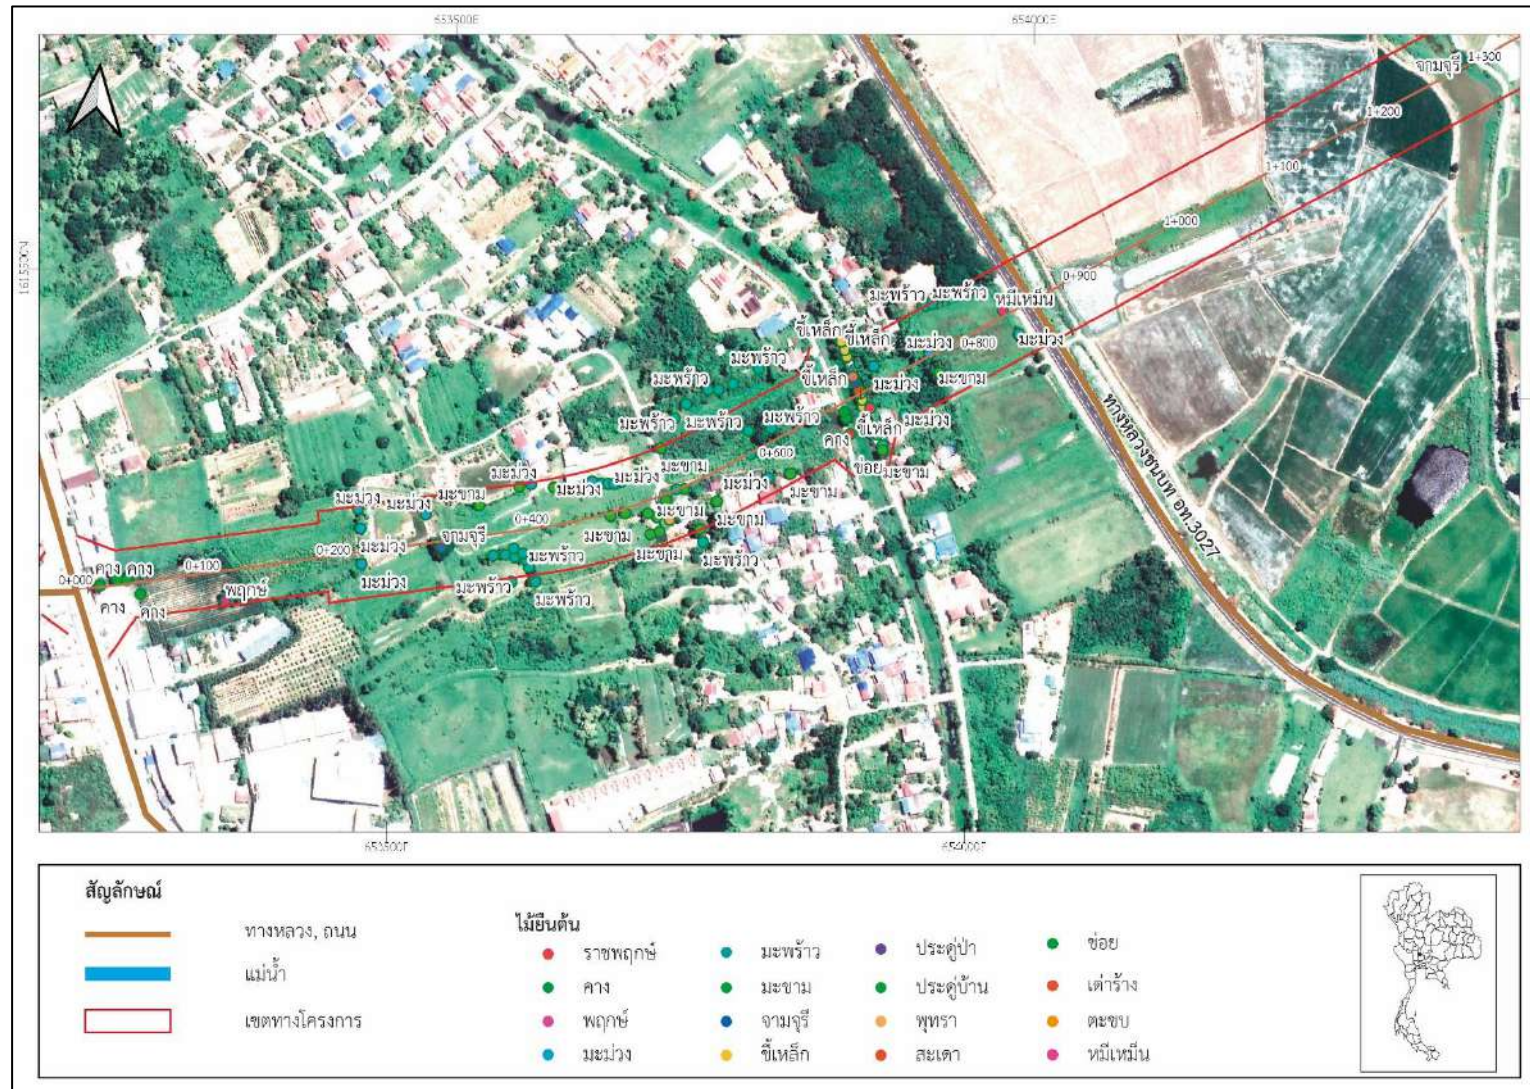 653500E 654000E
จามจุรี 1+300
1+200
1+100
1+000
1615500N
0+900
มะพร้าว มะพร้าว
หมีเหม็น
ขี้เหล็ก
ขี้เหล็ก
มะม่วง 0+800 มะม่วง
มะพร้าว
มะพร้าว
ขี้เหล็ก
มะม่วง
มะขาม
มะพร้าว
มะพร้าว
มะพร้าว
มะม่วง
ขี้เหล็ก
คาง
ทางหลวงชนบท อท.3027
0+600
มะม่วง
มะม่วง
มะม่วง
มะขาม
มะม่วง
มะขาม
ข่อย
มะขาม
มะม่วง
มะม่วง
มะขาม
มะขาม
มะขาม
0+400
จามจุรี
มะขาม
มะขาม
0+200
มะม่วง
มะพร้าว
มะพร้าว
คาง คาง
0+100
มะม่วง
0+000
พฤกษ์
มะพร้าว
มะพร้าว
คาง
คาง
653500E 654000E
สัญลักษณ์
ทางหลวง, ถนน
แม่น้ำ
เขตทางโครงการ
ไม้ยืนต้น
ราชพฤกษ์ มะพร้าว ประดู่ป่า ข่อย
คาง มะขาม ประดู่บ้าน เต่าร้าง
พฤกษ์ จามจุรี พุทรา ตะขบ
มะม่วง ขี้เหล็ก สะเดา หมีเหม็น